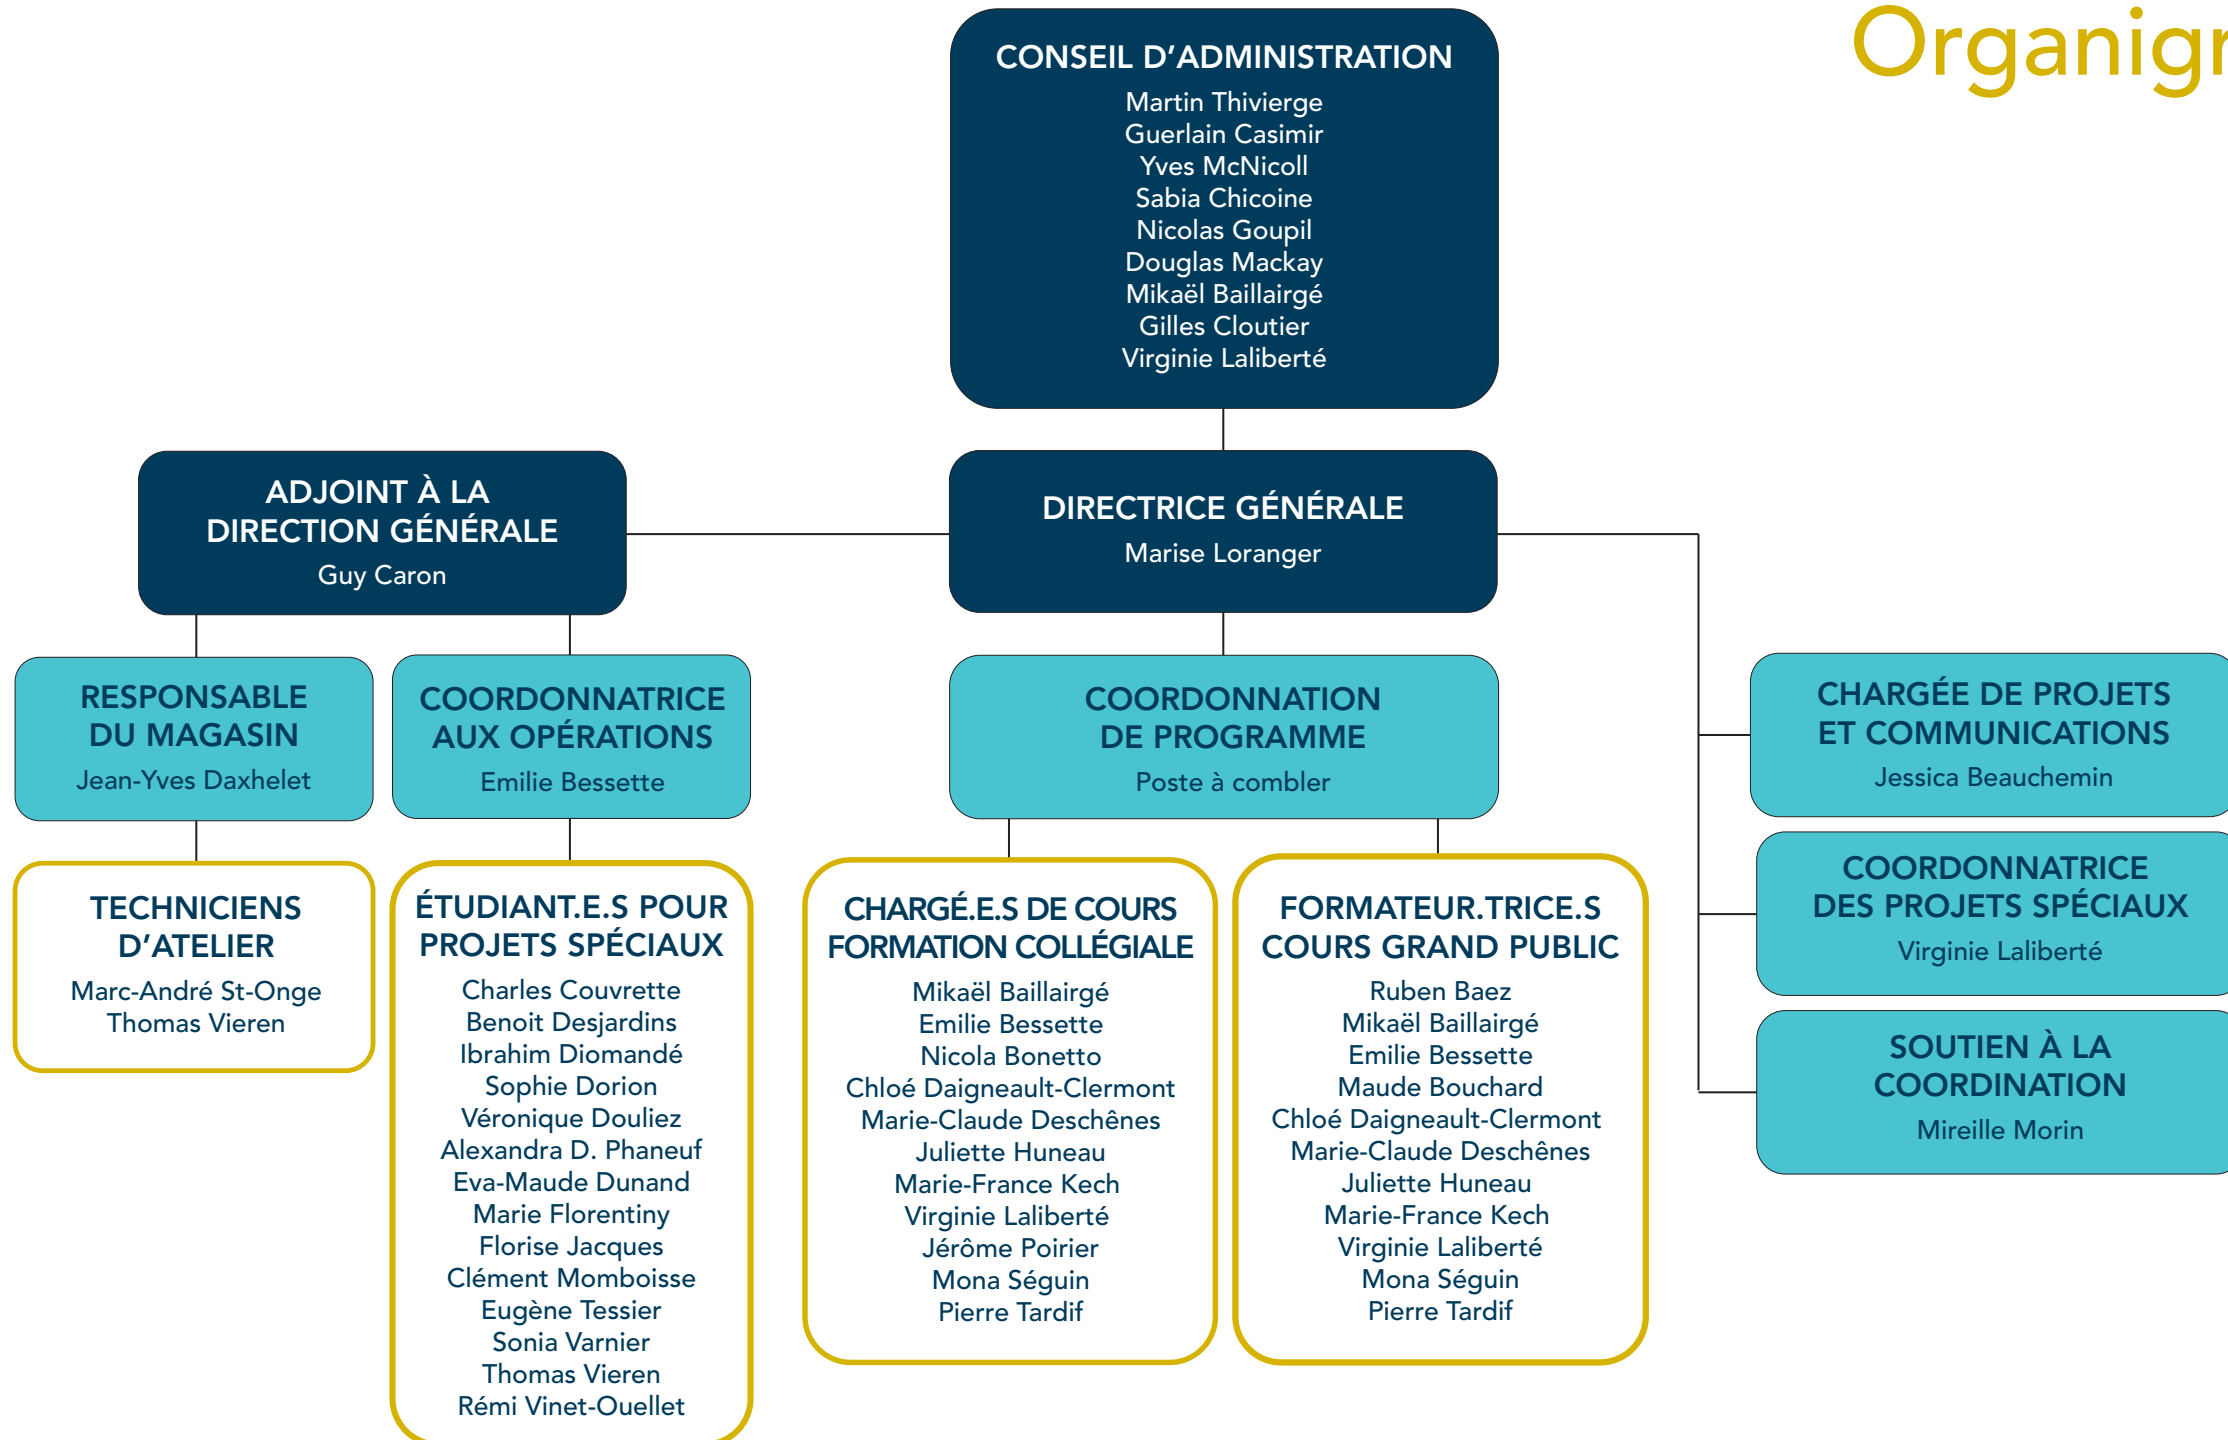 Organigr
CONSEIL D'ADMINISTRATION
Martin Thivierge
Guerlain Casimir
Yves McNicoll
Sabia Chicoine
Nicolas Goupil
Douglas Mackay
Mikaël Baillairgé
Gilles Cloutier
Virginie Laliberté
ADJOINT À LA
DIRECTION GÉNÉRALE
Guy Caron
DIRECTRICE GÉNÉRALE
Marise Loranger
RESPONSABLE
DU MAGASIN
Jean-Yves Daxhelet
COORDONNATRICE
AUX OPÉRATIONS
Emilie Bessette
COORDONNATION
DE PROGRAMME
Poste à combler
CHARGÉE DE PROJETS
ET COMMUNICATIONS
Jessica Beauchemin
COORDONNATRICE
DES PROJETS SPÉCIAUX
Virginie Laliberté
SOUTIEN À LA
COORDINATION
Mireille Morin
TECHNICIENS
D'ATELIER
Marc-André St-Onge
Thomas Vieren
ÉTUDIANT.E.S POUR
PROJETS SPÉCIAUX
Charles Couvrette
Benoit Desjardins
Ibrahim Diomandé
Sophie Dorion
Véronique Douliez
Alexandra D. Phaneuf
Eva-Maude Dunand
Marie Florentiny
Florise Jacques
Clément Momboisse
Eugène Tessier
Sonia Varnier
Thomas Vieren
Rémi Vinet-Ouellet
CHARGÉ.E.S DE COURS
FORMATION COLLÉGIALE
Mikaël Baillairgé
Emilie Bessette
Nicola Bonetto
Chloé Daigneault-Clermont
Marie-Claude Deschênes
Juliette Huneau
Marie-France Kech
Virginie Laliberté
Jérôme Poirier
Mona Séguin
Pierre Tardif
FORMATEUR.TRICE.S
COURS GRAND PUBLIC
Ruben Baez
Mikaël Baillairgé
Emilie Bessette
Maude Bouchard
Chloé Daigneault-Clermont
Marie-Claude Deschênes
Juliette Huneau
Marie-France Kech
Virginie Laliberté
Mona Séguin
Pierre Tardif